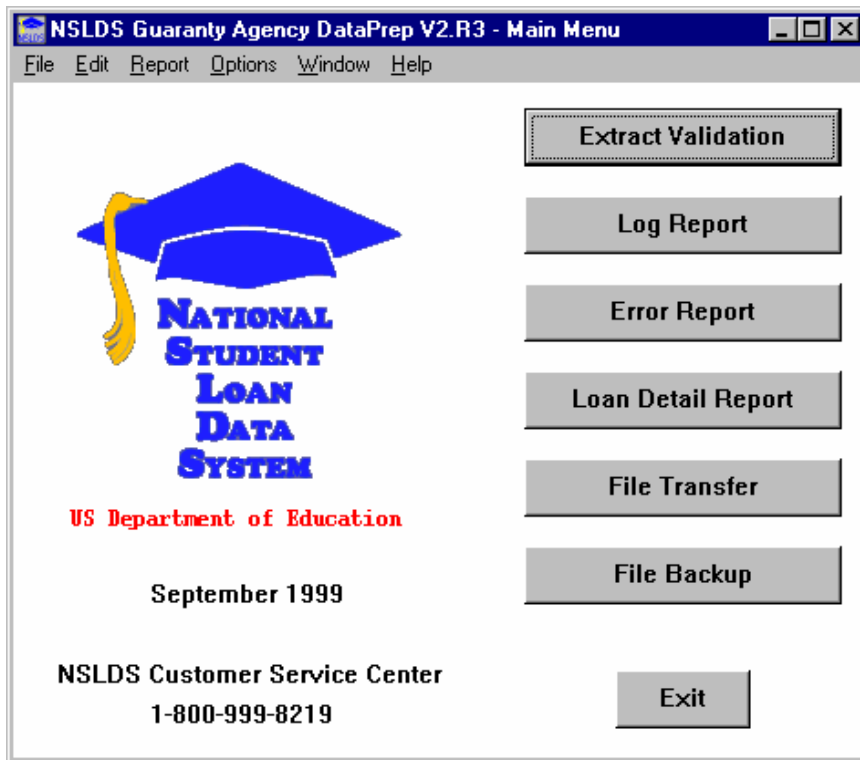 NSLDS Guaranty Agency DataPrep V2.R3 - Main Menu
File Edit Report Options Window Help
Extract Validation
Log Report
Error Report
Loan Detail Report
File Transfer
File Backup
Exit
NATIONAL
STUDENT
LOAN
DATA
SYSTEM
US Department of Education
September 1999
NSLDS Customer Service Center
1-800-999-8219